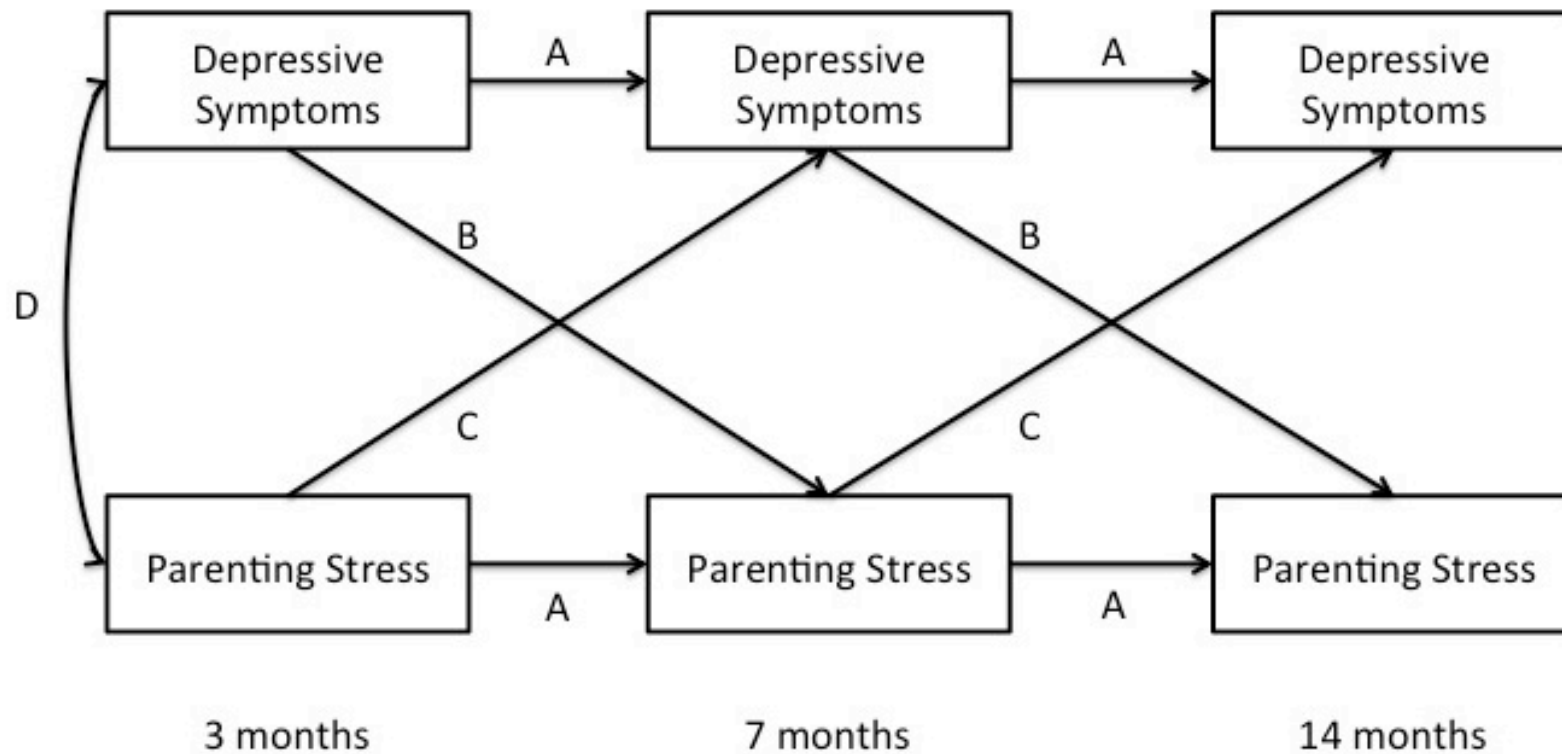 Depressive
Symptoms
A
Depressive
Symptoms
A
Depressive
Symptoms
B
B
D
C
C
Parenting Stress
A
Parenting Stress
A
Parenting Stress
3 months
7 months
14 months